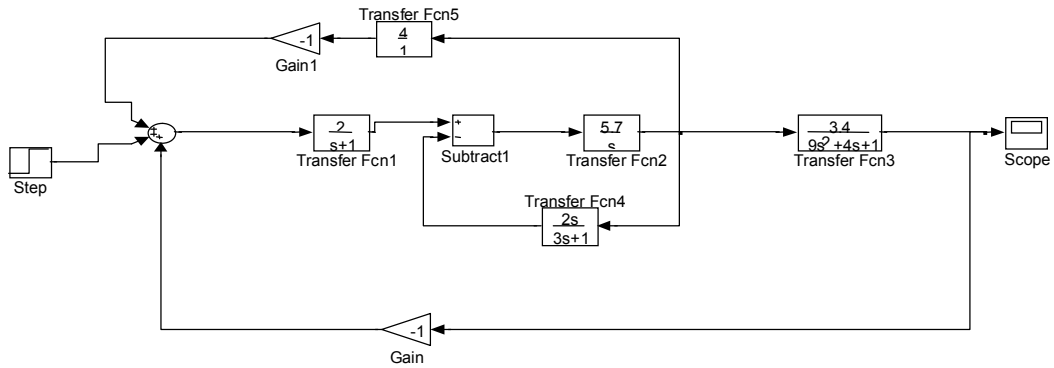 Transfer Fcn5
4
1
-1
Gain1
Step
+
+
+
2
s+1
Transfer Fcn1
+
−
Subtract1
5.7
s
Transfer Fcn2
3.4
9s²+4s+1
Transfer Fcn3
Scope
Transfer Fcn4
2s
3s+1
-1
Gain